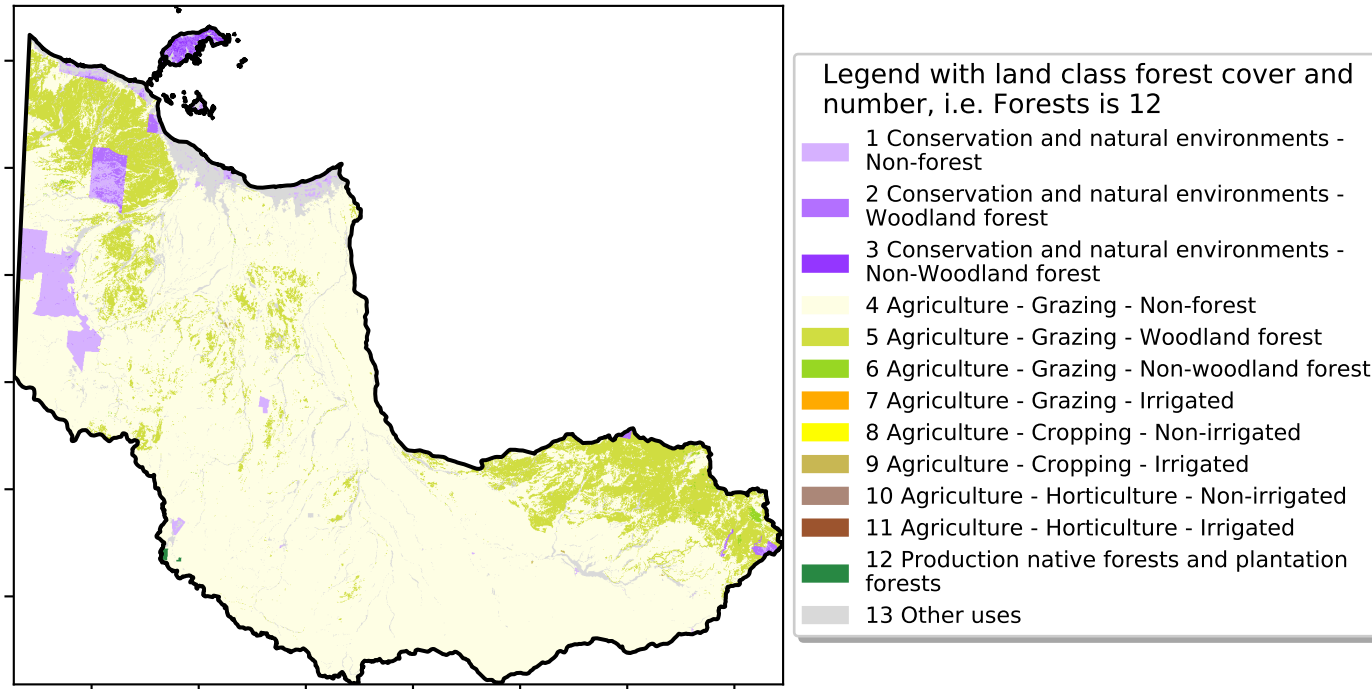 Legend with land class forest cover and
number, i.e. Forests is 12
1 Conservation and natural environments -
Non-forest
2 Conservation and natural environments -
Woodland forest
3 Conservation and natural environments -
Non-Woodland forest
4 Agriculture - Grazing - Non-forest
5 Agriculture - Grazing - Woodland forest
6 Agriculture - Grazing - Non-woodland forest
7 Agriculture - Grazing - Irrigated
8 Agriculture - Cropping - Non-irrigated
9 Agriculture - Cropping - Irrigated
10 Agriculture - Horticulture - Non-irrigated
11 Agriculture - Horticulture - Irrigated
12 Production native forests and plantation
forests
13 Other uses